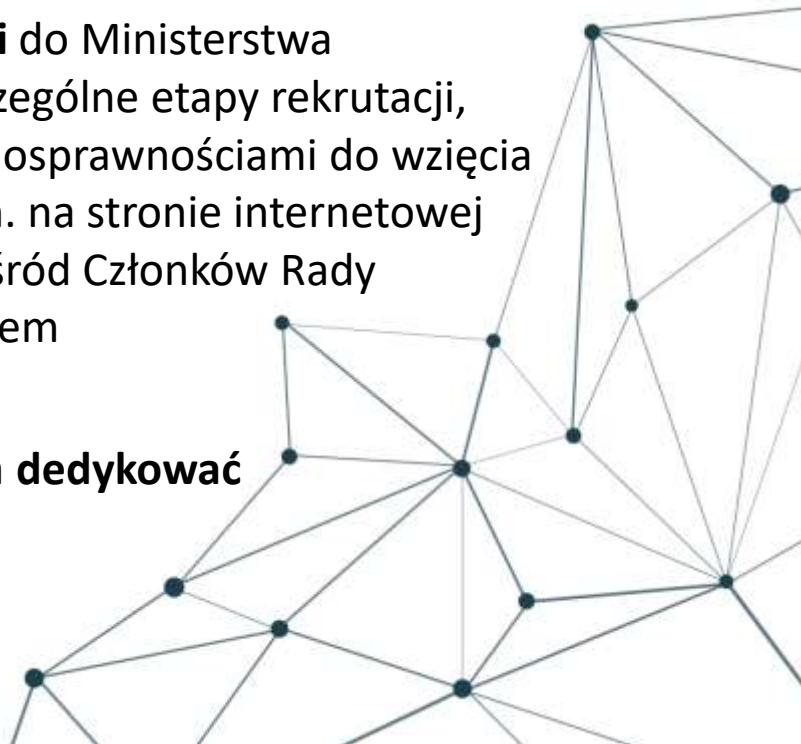 i do Ministerstwa
zególne etapy rekrutacji,
osprawnościami do wzięcia
. na stronie internetowej
śród Członków Rady
em
dedykować